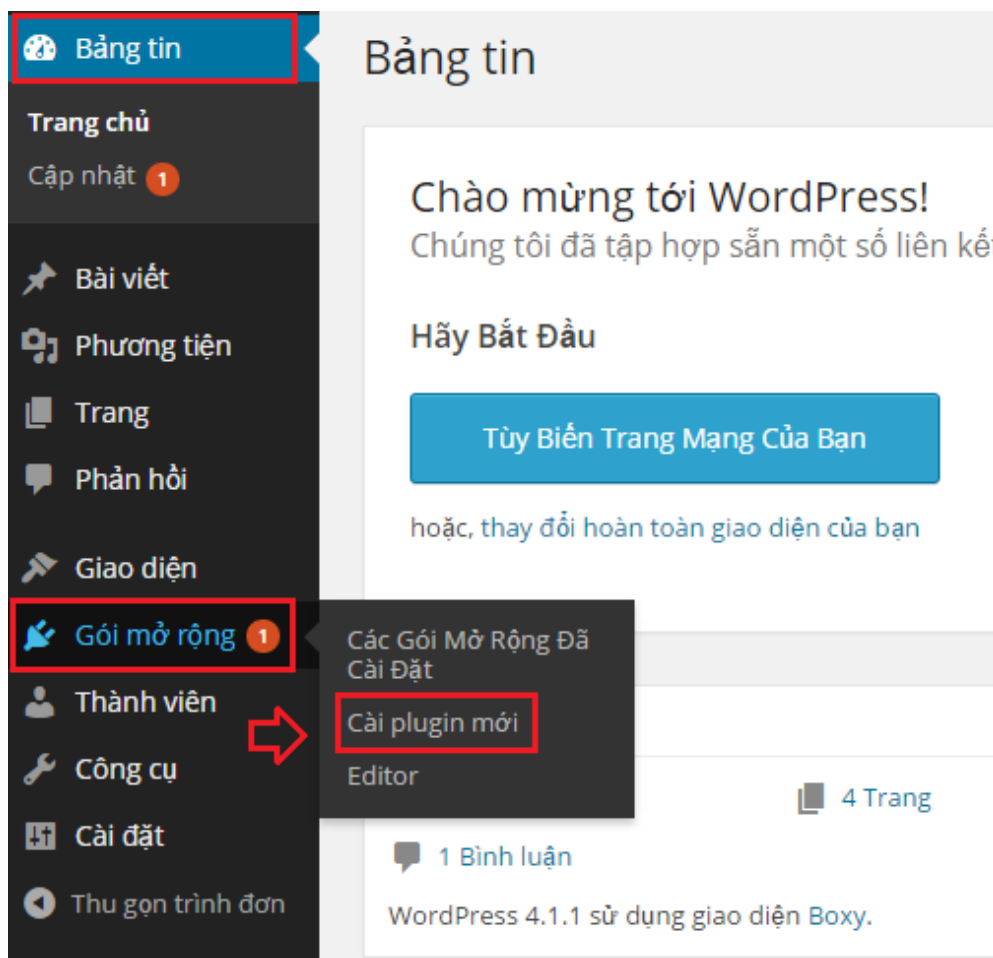 Bảng tin
Trang chủ
Cập nhật 1
Bài viết
Phương tiện
Trang
Phản hồi
Giao diện
Gói mở rộng 1
Thành viên
Công cụ
Cài đặt
Thu gọn trình đơn
Các Gói Mở Rộng Đã
Cài Đặt
Cài plugin mới
Editor
Bảng tin
Chào mừng tới WordPress!
Chúng tôi đã tập hợp sẵn một số liên kế
Hãy Bắt Đầu
Tùy Biến Trang Mạng Của Bạn
hoặc, thay đổi hoàn toàn giao diện của bạn
4 Trang
1 Bình luận
WordPress 4.1.1 sử dụng giao diện Boxy.